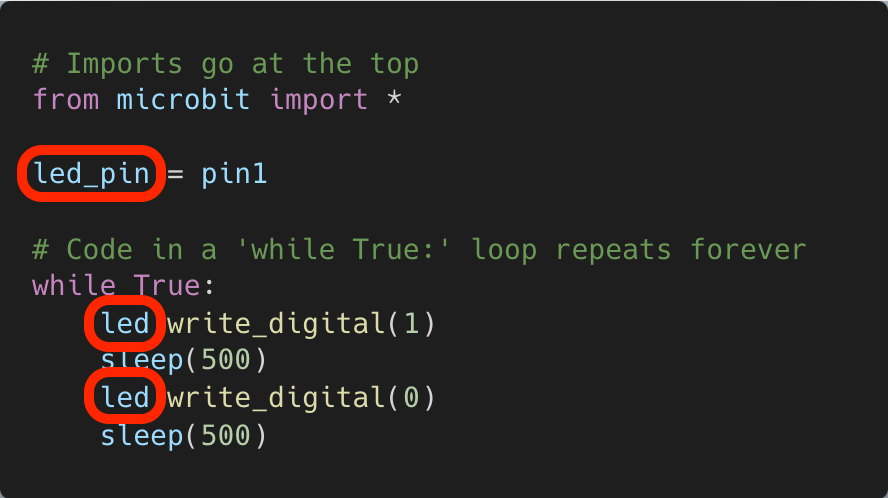 # Imports go at the top
from microbit import *
led_pin = pin1
# Code in a 'while True:' loop repeats forever
while True:
    led write_digital(1)
    sleep(500)
    led write_digital(0)
    sleep(500)